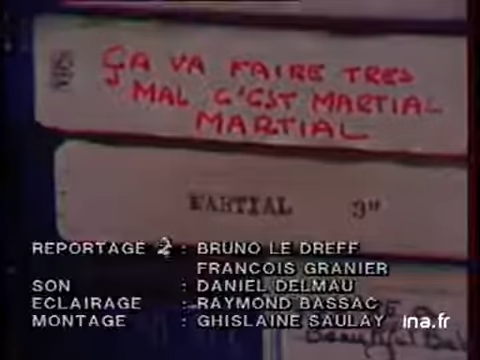 VHS
ÇA VA FAIRE TRES
MAL C'EST MARTIAL
MARTIAL
MARTIAL 3"
REPORTAGE 2 : BRUNO LE DREFF
FRANCOIS GRANIER
SON : DANIEL DELMAU
ECLAIRAGE : RAYMOND BASSAC
MONTAGE : GHISLAINE SAULAY
ina.fr